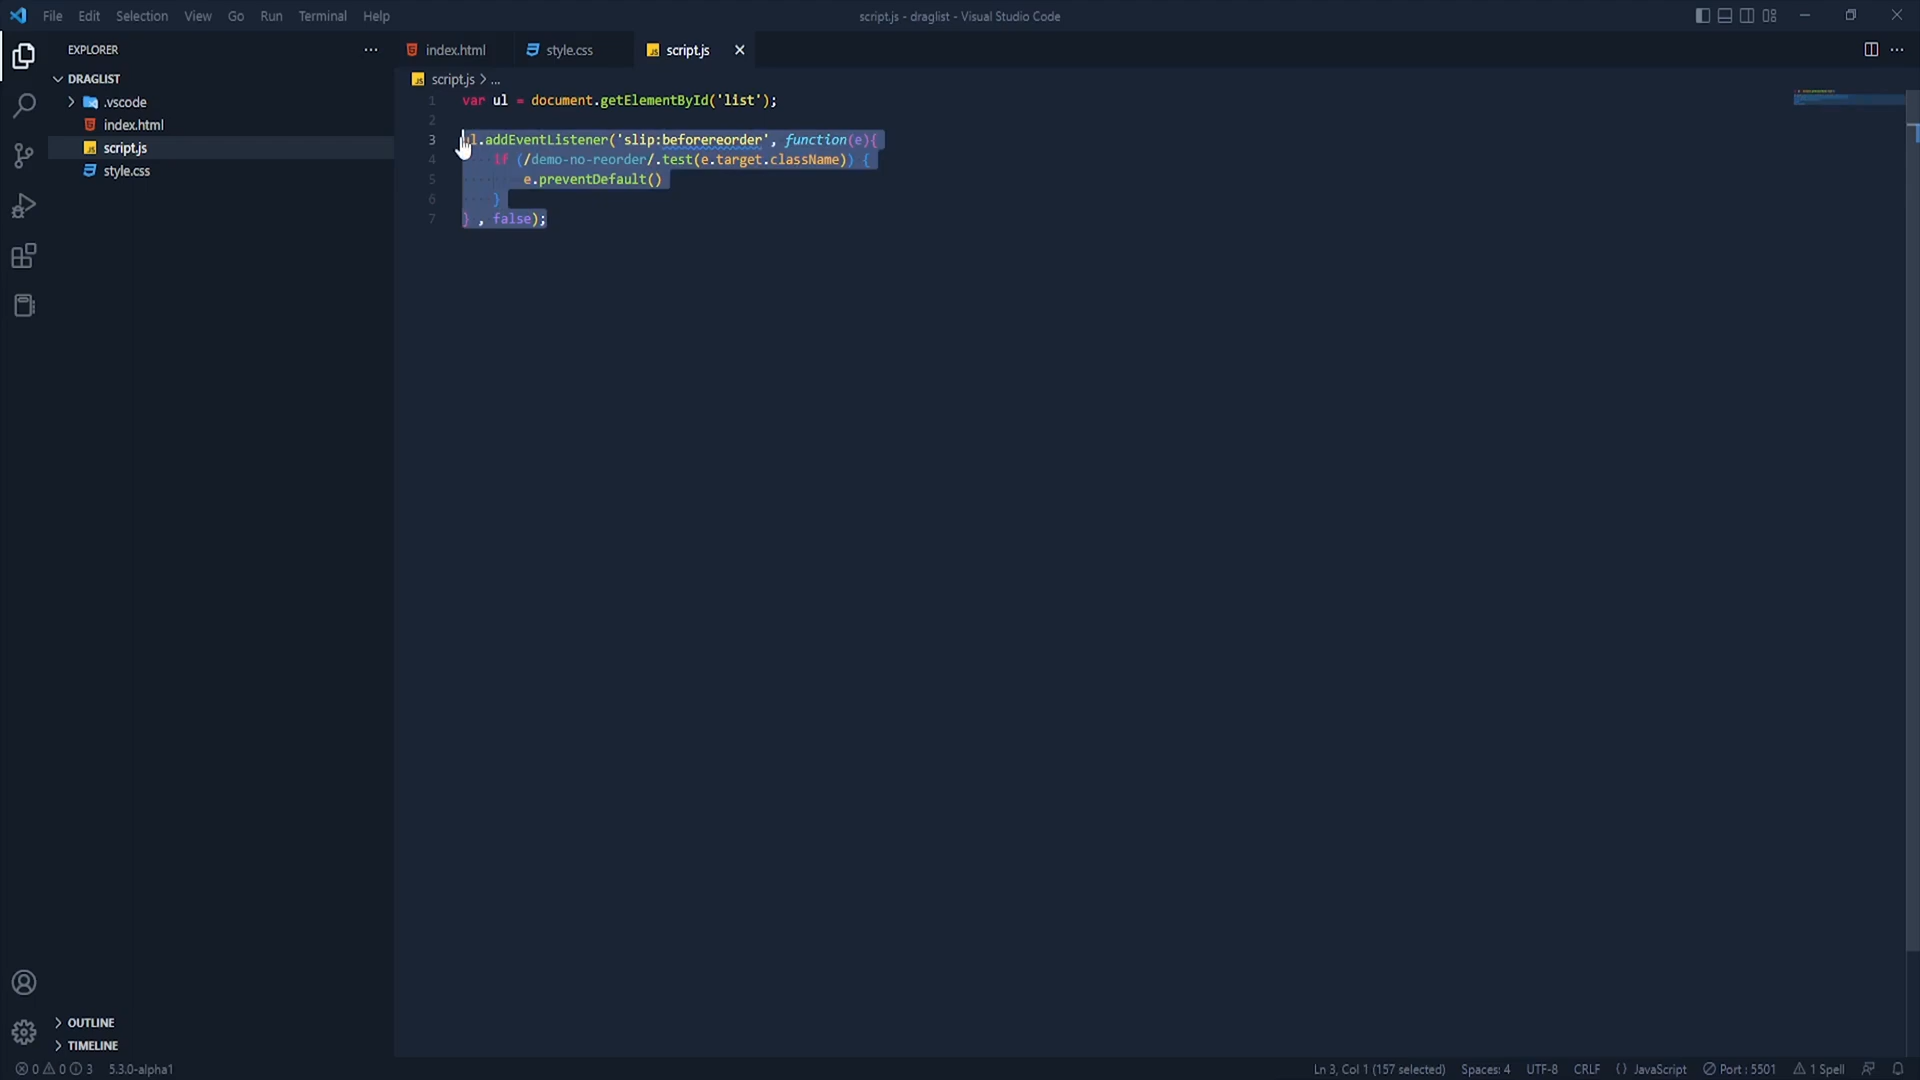 File Edit Selection View Go Run Terminal Help
script.js - draglist - Visual Studio Code
EXPLORER
DRAGLIST
.vscode
index.html
script.js
style.css
OUTLINE
TIMELINE
index.html
style.css
script.js
script.js > ...
1 var ul = document.getElementById('list');
2
3 ul.addEventListener('slip:beforereorder', function(e){
4 if (/demo-no-reorder/.test(e.target.className)) {
5 e.preventDefault()
6 }
7 } , false);
0 0 3 5.3.0-alpha1
Ln 3, Col 1 (157 selected) Spaces: 4 UTF-8 CRLF {} JavaScript Port : 5501 1 Spell